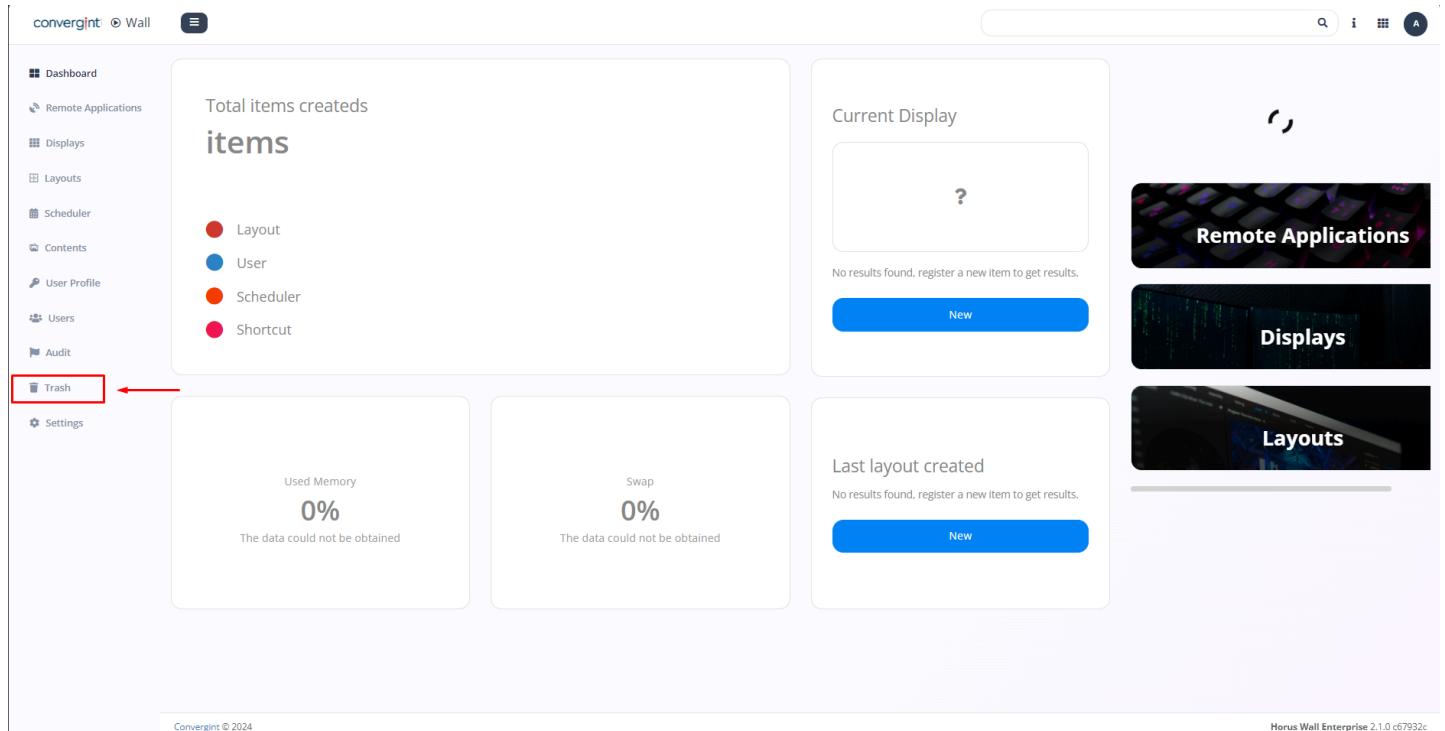 convergint Wall
A
Dashboard
Remote Applications
Displays
Layouts
Scheduler
Contents
User Profile
Users
Audit
Trash
Settings
Total items createds
items
Layout
User
Scheduler
Shortcut
Current Display
?
No results found, register a new item to get results.
New
Remote Applications
Displays
Layouts
Used Memory
0%
The data could not be obtained
Swap
0%
The data could not be obtained
Last layout created
No results found, register a new item to get results.
New
Convergint © 2024
Horus Wall Enterprise 2.1.0 c67932c